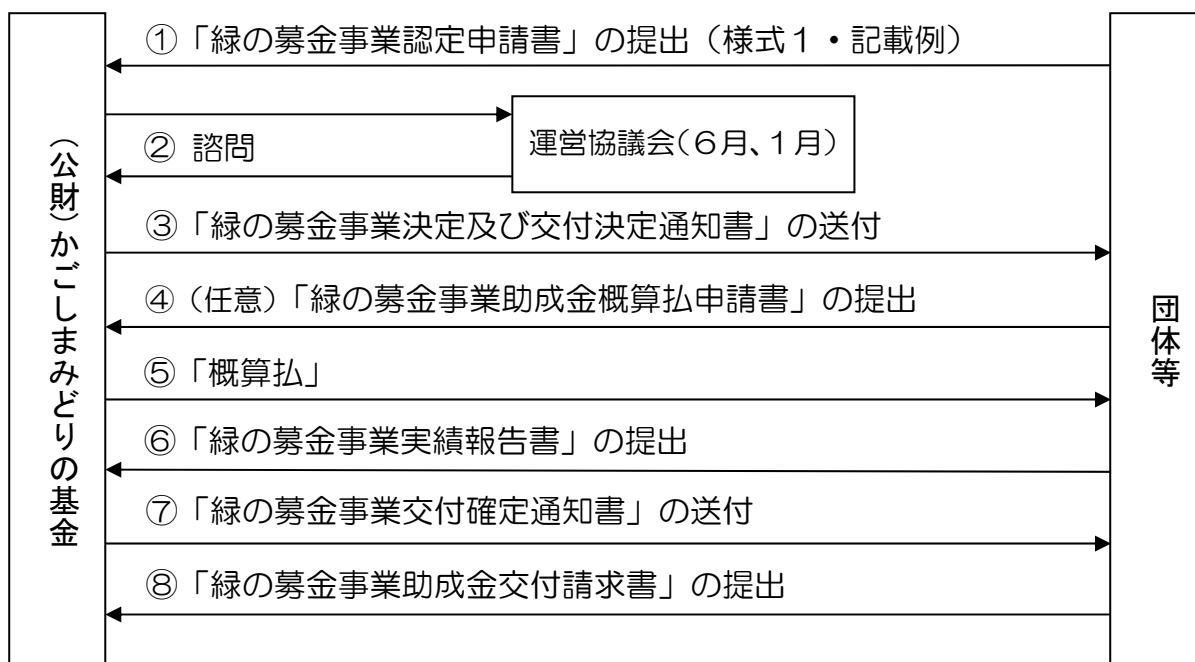 (公財)かごしまみどりの基金
①「緑の募金事業認定申請書」の提出(様式1・記載例)
② 諮問
運営協議会(6月、1月)
③「緑の募金事業決定及び交付決定通知書」の送付
④(任意)「緑の募金事業助成金概算払申請書」の提出
⑤「概算払」
⑥「緑の募金事業実績報告書」の提出
⑦「緑の募金事業交付確定通知書」の送付
⑧「緑の募金事業助成金交付請求書」の提出
団体等